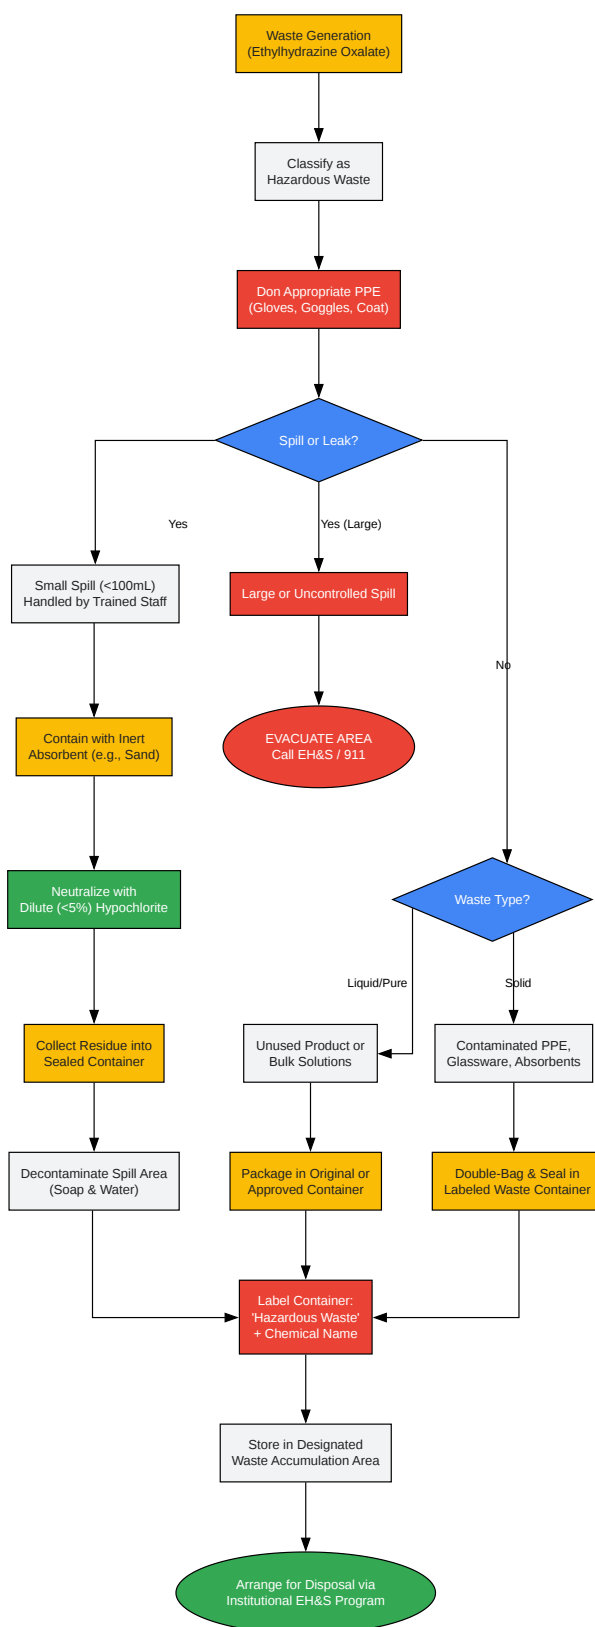 Waste Generation
(Ethylhydrazine Oxalate)
Classify as
Hazardous Waste
Don Appropriate PPE
(Gloves, Goggles, Coat)
Spill or Leak?
Yes
Yes (Large)
No
Small Spill (<100mL)
Handled by Trained Staff
Large or Uncontrolled Spill
Contain with Inert
Absorbent (e.g., Sand)
EVACUATE AREA
Call EH&S / 911
Neutralize with
Dilute (<5%) Hypochlorite
Waste Type?
Liquid/Pure
Solid
Collect Residue into
Sealed Container
Unused Product or
Bulk Solutions
Contaminated PPE,
Glassware, Absorbents
Decontaminate Spill Area
(Soap & Water)
Package in Original or
Approved Container
Double-Bag & Seal in
Labeled Waste Container
Label Container:
'Hazardous Waste'
+ Chemical Name
Store in Designated
Waste Accumulation Area
Arrange for Disposal via
Institutional EH&S Program